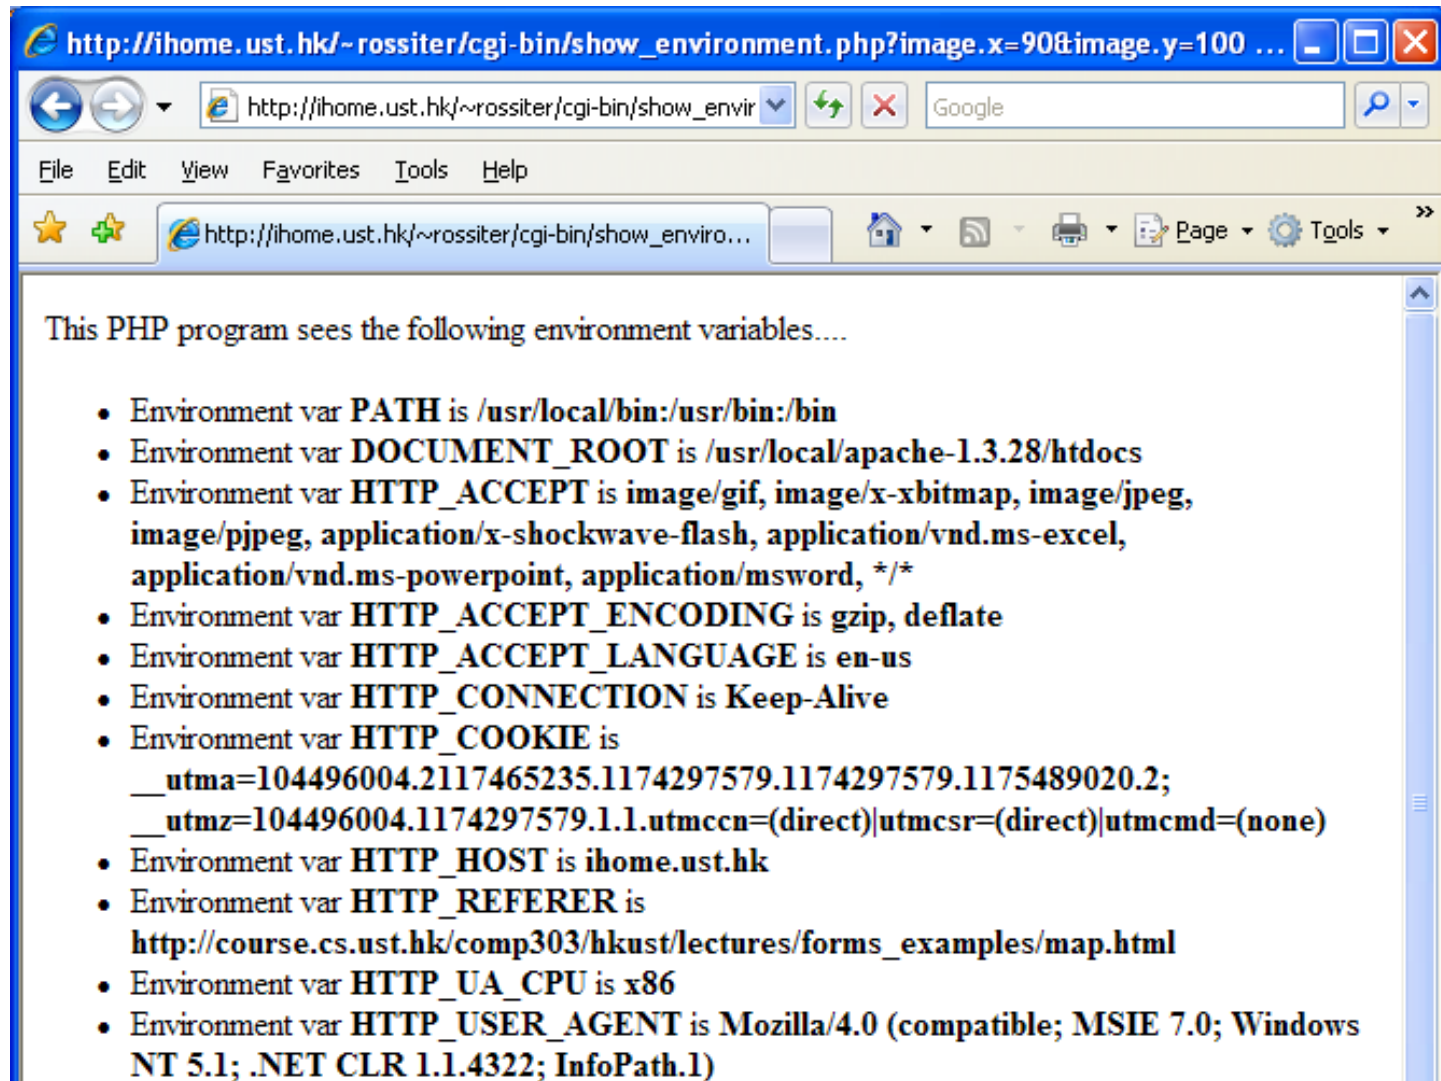 http://ihome.ust.hk/~rossiter/cgi-bin/show_environment.php?image.x=90&image.y=100 ...
http://ihome.ust.hk/~rossiter/cgi-bin/show_envir
Google
File Edit View Favorites Tools Help
http://ihome.ust.hk/~rossiter/cgi-bin/show_enviro...
Page
Tools
»
This PHP program sees the following environment variables....
• Environment var PATH is /usr/local/bin:/usr/bin:/bin
• Environment var DOCUMENT_ROOT is /usr/local/apache-1.3.28/htdocs
• Environment var HTTP_ACCEPT is image/gif, image/x-xbitmap, image/jpeg,
image/pjpeg, application/x-shockwave-flash, application/vnd.ms-excel,
application/vnd.ms-powerpoint, application/msword, */*
• Environment var HTTP_ACCEPT_ENCODING is gzip, deflate
• Environment var HTTP_ACCEPT_LANGUAGE is en-us
• Environment var HTTP_CONNECTION is Keep-Alive
• Environment var HTTP_COOKIE is
__utma=104496004.2117465235.1174297579.1174297579.1175489020.2;
__utmz=104496004.1174297579.1.1.utmccn=(direct)|utmcsr=(direct)|utmcmd=(none)
• Environment var HTTP_HOST is ihome.ust.hk
• Environment var HTTP_REFERER is
http://course.cs.ust.hk/comp303/hkust/lectures/forms_examples/map.html
• Environment var HTTP_UA_CPU is x86
• Environment var HTTP_USER_AGENT is Mozilla/4.0 (compatible; MSIE 7.0; Windows
NT 5.1; .NET CLR 1.1.4322; InfoPath.1)